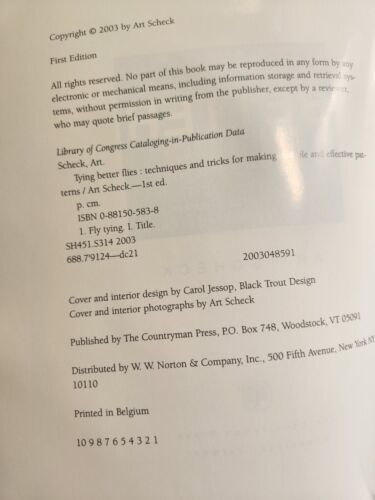 Copyright © 2003 by Art Scheck
First Edition
All rights reserved. No part of this book may be reproduced in any form by any
electronic or mechanical means, including information storage and retrieval sys-
tems, without permission in writing from the publisher, except by a reviewer,
who may quote brief passages.
Library of Congress Cataloging-in-Publication Data
Scheck, Art.
Tying better flies : techniques and tricks for making and effective pat-
terns / Art Scheck.—1st ed.
p. cm.
ISBN 0-88150-583-8
1. Fly tying. I. Title.
SH451.S314 2003
688.7'9124—dc21 2003048591
Cover and interior design by Carol Jessop, Black Trout Design
Cover and interior photographs by Art Scheck
Published by The Countryman Press, P.O. Box 748, Woodstock, VT 05091
Distributed by W. W. Norton & Company, Inc., 500 Fifth Avenue, New York NY
10110
Printed in Belgium
10 9 8 7 6 5 4 3 2 1